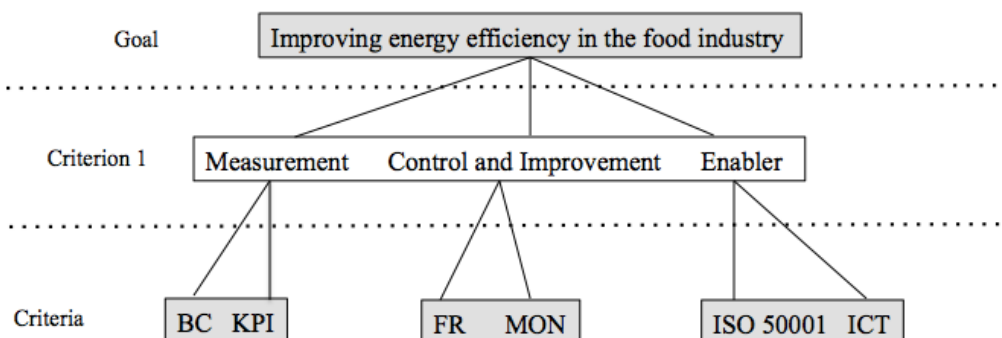 Goal
Improving energy efficiency in the food industry
Criterion 1
Measurement Control and Improvement Enabler
Criteria
BC KPI
FR MON
ISO 50001 ICT